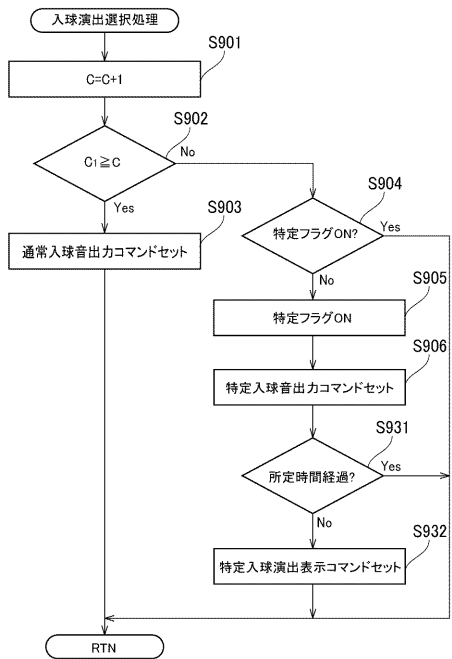 入球演出選択処理
S901
C=C+1
S902
C1≧C
No
Yes
S903
通常入球音出力コマンドセット
S904
特定フラグON?
Yes
No
S905
特定フラグON
S906
特定入球音出力コマンドセット
S931
所定時間経過?
Yes
No
S932
特定入球演出表示コマンドセット
RTN